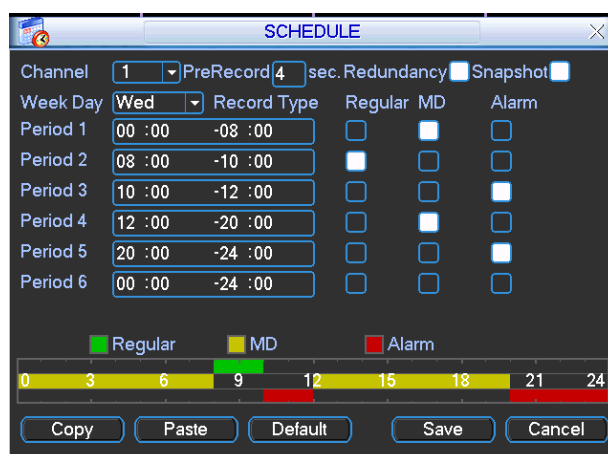 SCHEDULE
Channel 1 PreRecord 4 sec. Redundancy Snapshot
Week Day Wed Record Type Regular MD Alarm
Period 1 00 :00 -08 :00
Period 2 08 :00 -10 :00
Period 3 10 :00 -12 :00
Period 4 12 :00 -20 :00
Period 5 20 :00 -24 :00
Period 6 00 :00 -24 :00
Regular MD Alarm
0 3 6 9 12 15 18 21 24
Copy Paste Default Save Cancel